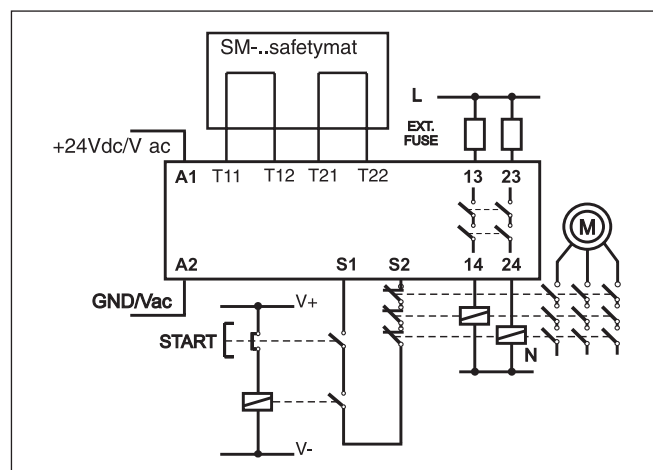 SM-..safetymat
L
EXT.
FUSE
+24Vdc/V ac
A1 T11 T12 T21 T22 13 23
M
A2 S1 S2 14 24
GND/Vac
V+
START
N
V-